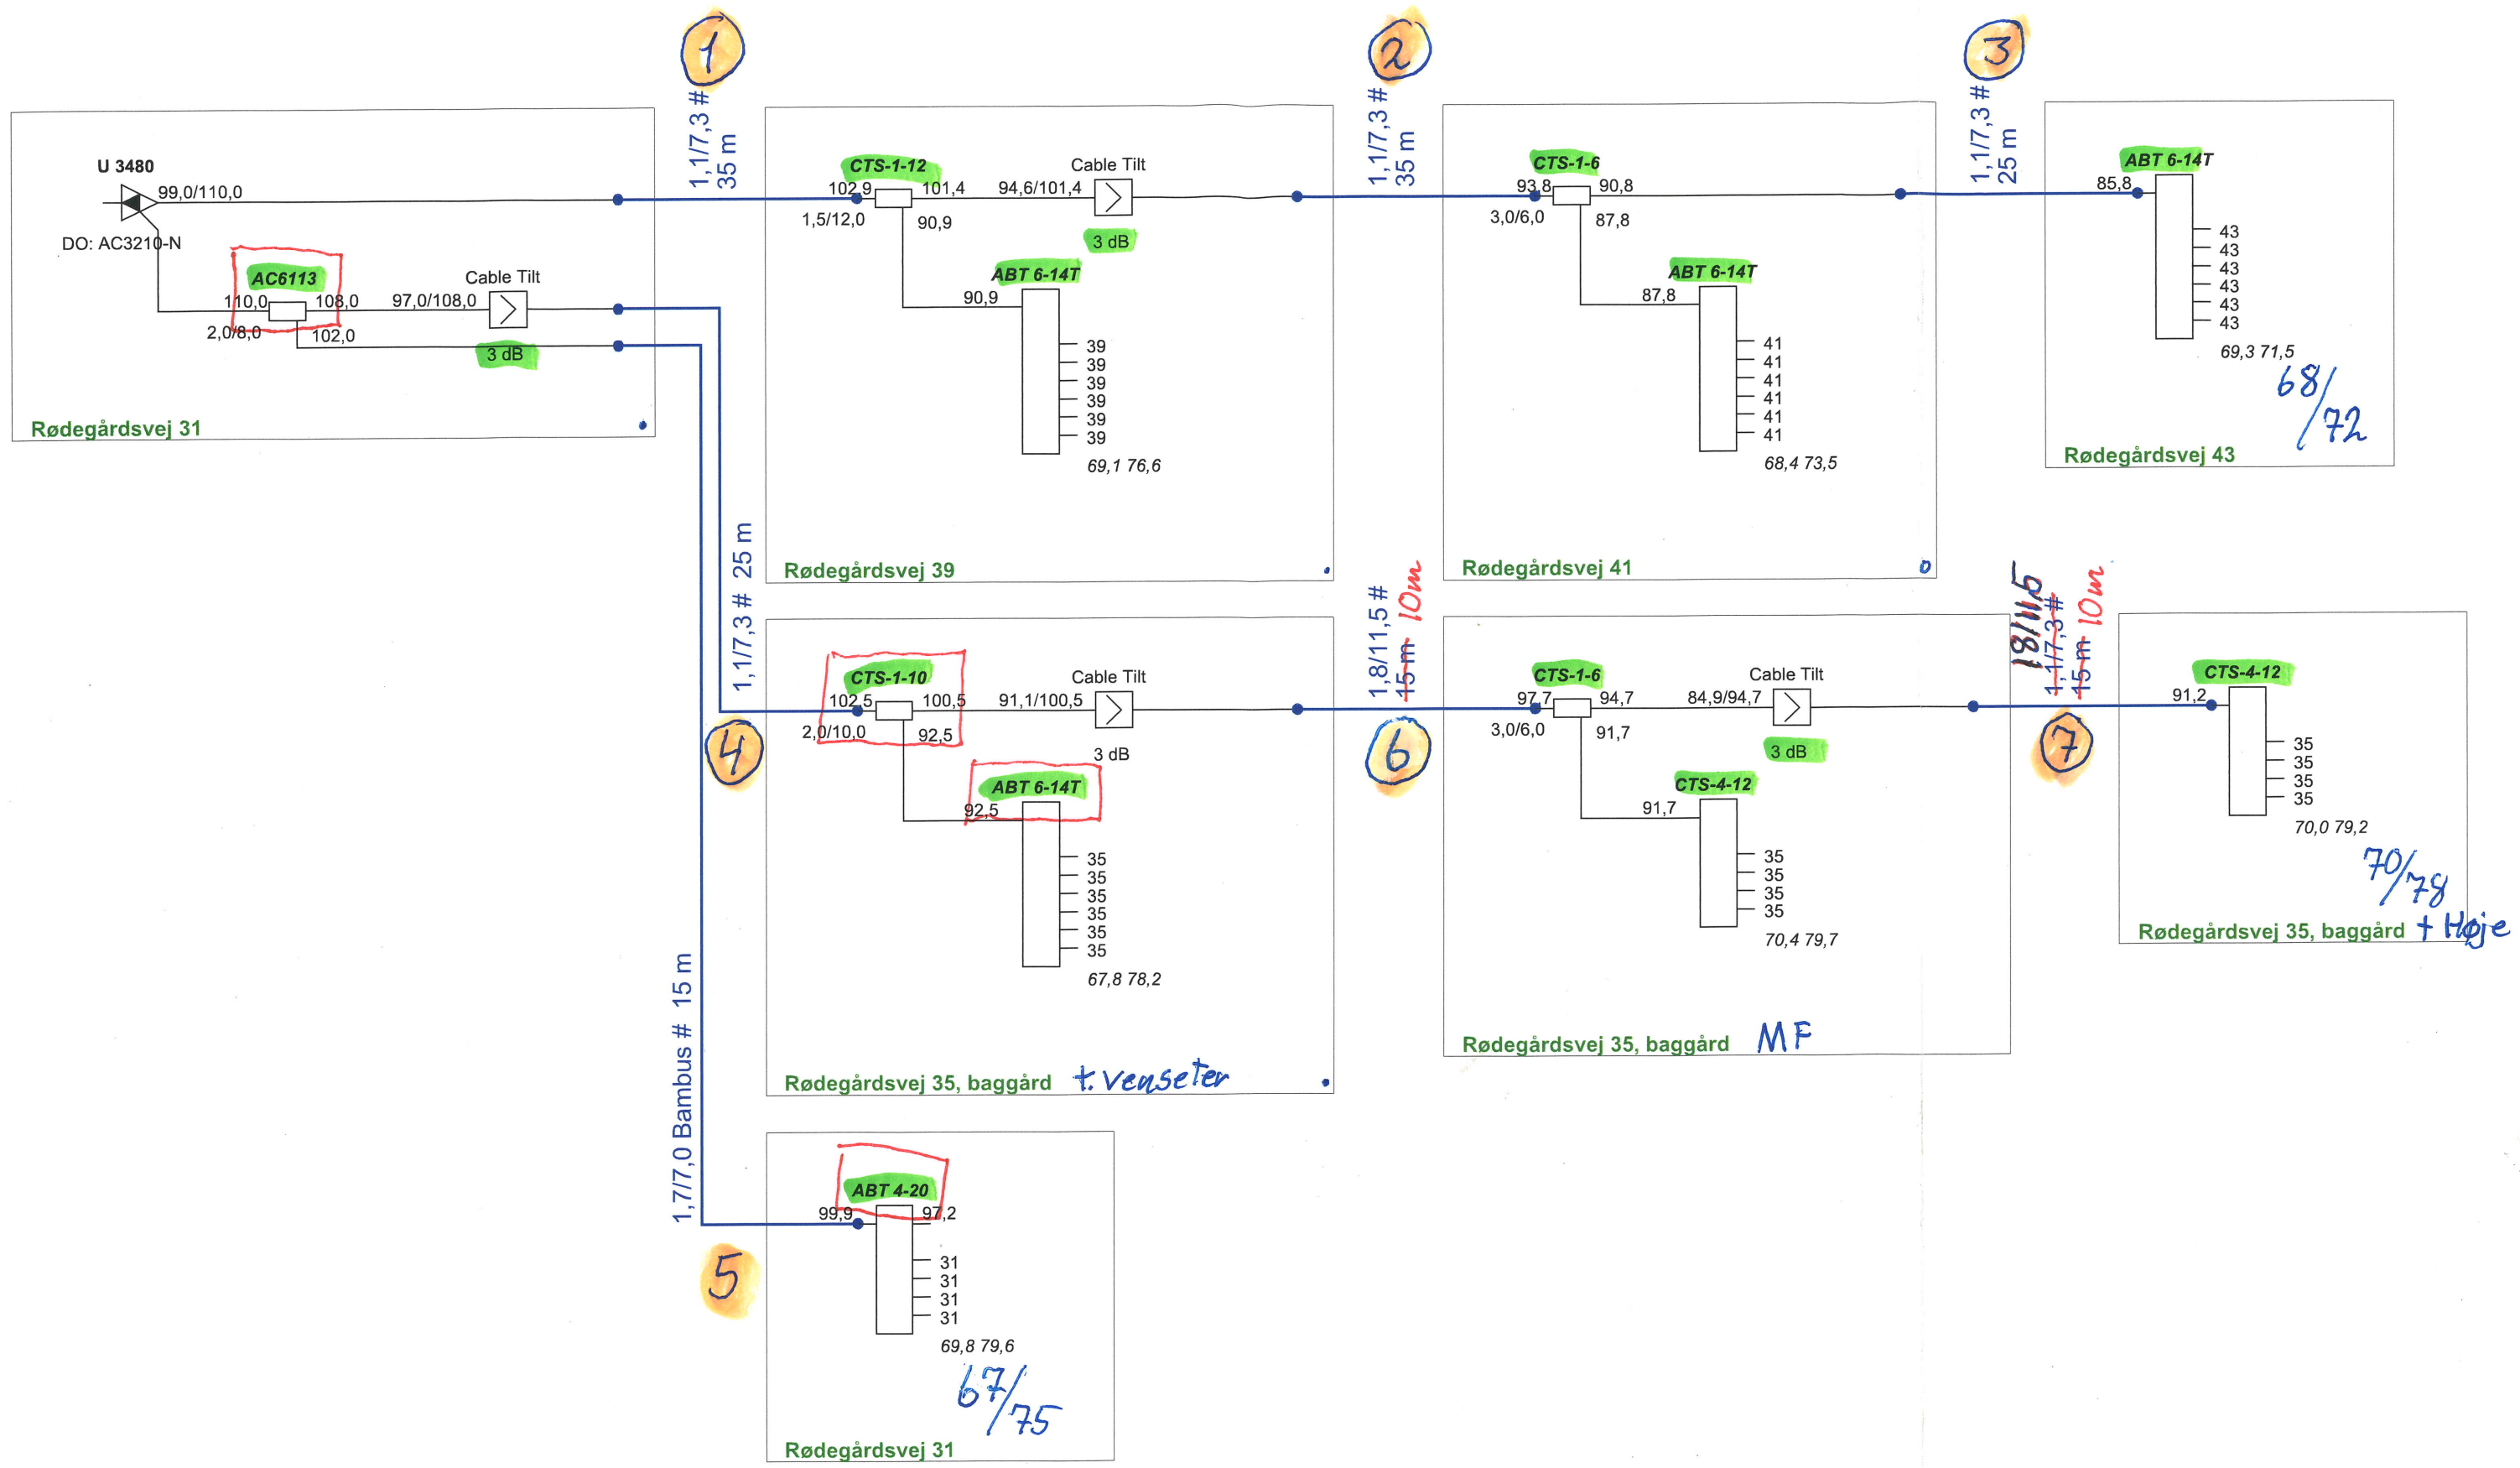 1
1,1/7,3 #
35 m
2
1,1/7,3 #
35 m
3
1,1/7,3 #
25 m
U 3480
99,0/110,0
DO: AC3210-N
AC6113
110,0
108,0
2,0/8,0
102,0
97,0/108,0
Cable Tilt
3 dB
Rødegårdsvej 31
CTS-1-12
102,9
101,4
1,5/12,0
90,9
94,6/101,4
Cable Tilt
3 dB
ABT 6-14T
90,9
39
39
39
39
39
39
69,1 76,6
Rødegårdsvej 39
CTS-1-6
93,8
90,8
3,0/6,0
87,8
ABT 6-14T
87,8
41
41
41
41
41
41
68,4 73,5
Rødegårdsvej 41
ABT 6-14T
85,8
43
43
43
43
43
43
69,3 71,5
68/72
Rødegårdsvej 43
1,1/7,3 # 25 m
4
CTS-1-10
102,5
100,5
2,0/10,0
92,5
91,1/100,5
Cable Tilt
3 dB
ABT 6-14T
92,5
35
35
35
35
35
35
67,8 78,2
Rødegårdsvej 35, baggård t. venseter
1,8/11,5 #
15 m 10m
6
CTS-1-6
97,7
94,7
3,0/6,0
91,7
84,9/94,7
Cable Tilt
3 dB
CTS-4-12
91,7
35
35
35
35
70,4 79,7
Rødegårdsvej 35, baggård MF
1,1/7,3 #
15 m 10m
7
CTS-4-12
91,2
35
35
35
35
70,0 79,2
70/78
Rødegårdsvej 35, baggård + Høje
1,7/7,0 Bambus # 15 m
5
ABT 4-20
99,9
97,2
31
31
31
31
69,8 79,6
67/75
Rødegårdsvej 31